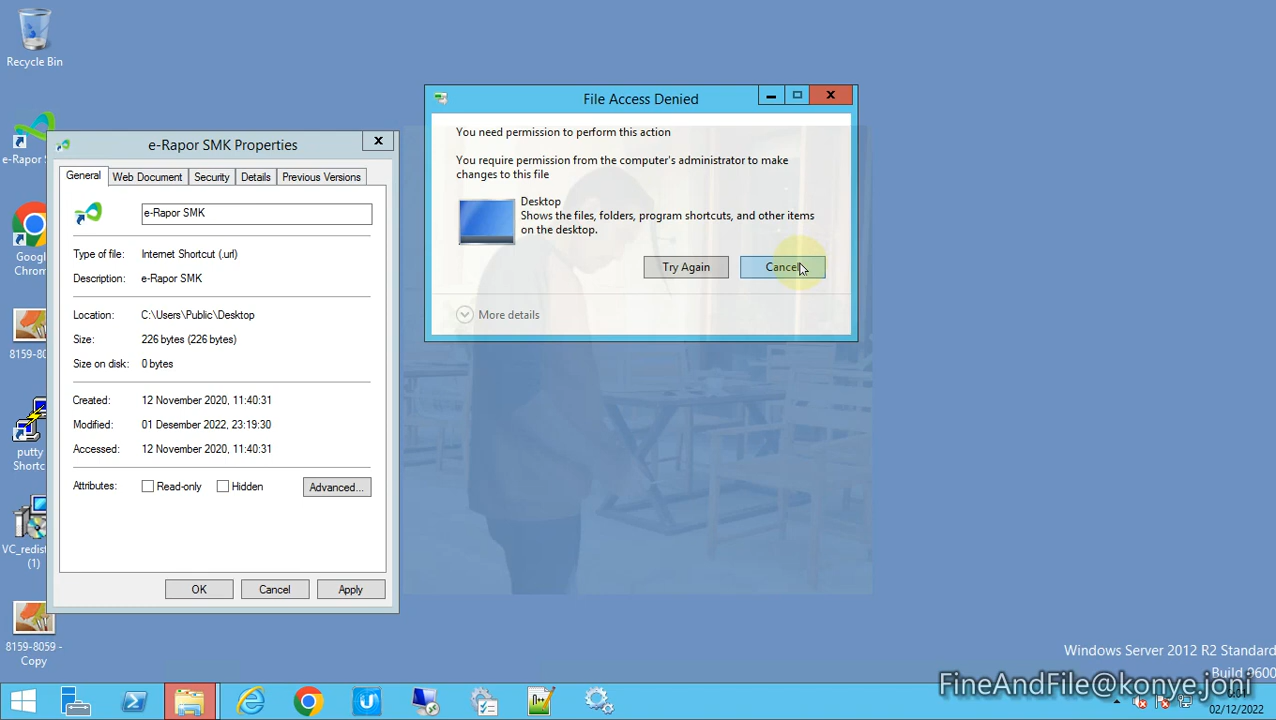 Recycle Bin
e-Rapor
Google
Chrom
8159-80
putty
Shortc
VC_redist
(1)
8159-8059 -
Copy
e-Rapor SMK Properties
General
Web Document
Security
Details
Previous Versions
e-Rapor SMK
Type of file:
Internet Shortcut (.url)
Description:
e-Rapor SMK
Location:
C:\Users\Public\Desktop
Size:
226 bytes (226 bytes)
Size on disk:
0 bytes
Created:
12 November 2020, 11:40:31
Modified:
01 Desember 2022, 23:19:30
Accessed:
12 November 2020, 11:40:31
Attributes:
Read-only
Hidden
Advanced...
OK
Cancel
Apply
File Access Denied
You need permission to perform this action
You require permission from the computer's administrator to make
changes to this file
Desktop
Shows the files, folders, program shortcuts, and other items
on the desktop.
Try Again
Cancel
More details
Windows Server 2012 R2 Standard
Build 9600
FineAndFile@konye.joni
02/12/2022